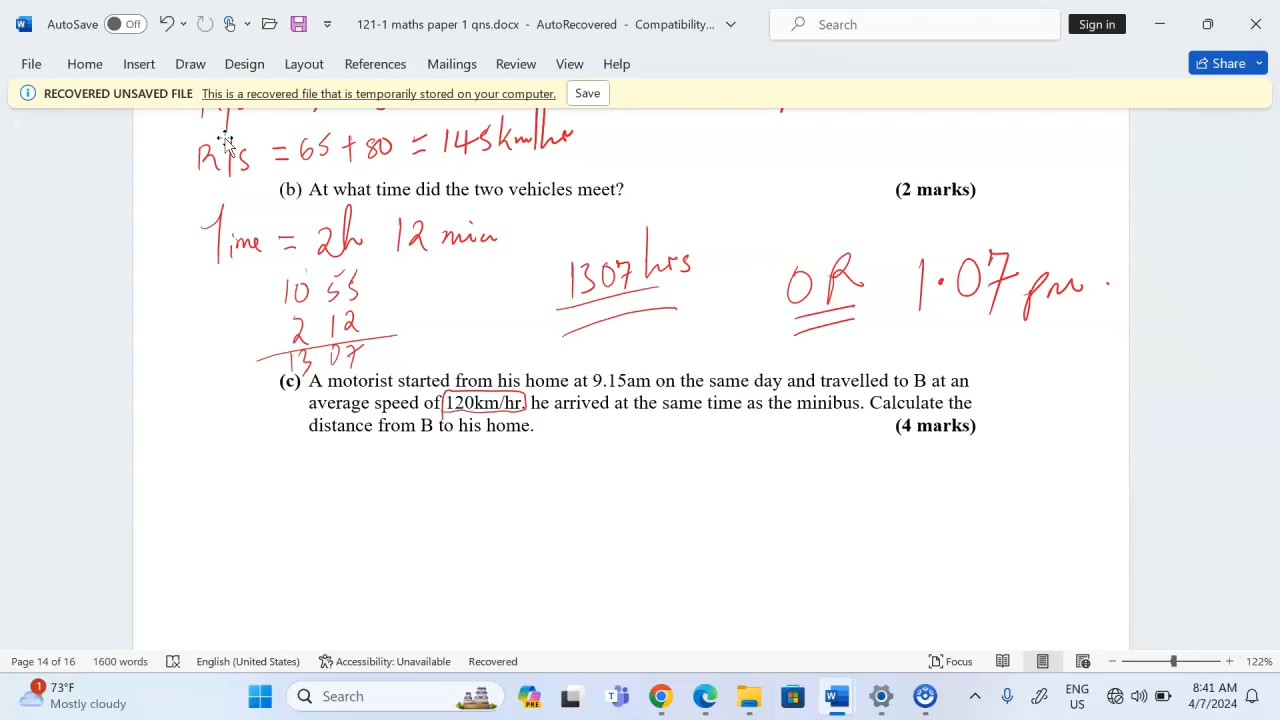 AutoSave Off 121-1 maths paper 1 qns.docx - AutoRecovered - Compatibility... Search Sign in
File Home Insert Draw Design Layout References Mailings Review View Help Share
RECOVERED UNSAVED FILE This is a recovered file that is temporarily stored on your computer. Save
R/S = 65 + 80 = 145km/hr
(b) At what time did the two vehicles meet? (2 marks)
Time = 2h 12 min
10 55
2 12
13 07
1307 hrs OR 1.07 pm.
(c) A motorist started from his home at 9.15am on the same day and travelled to B at an
average speed of 120km/hr, he arrived at the same time as the minibus. Calculate the
distance from B to his home. (4 marks)
Page 14 of 16 1600 words English (United States) Accessibility: Unavailable Recovered Focus 122%
1 73°F
Mostly cloudy
Search
PRE
ENG
US
8:41 AM
4/7/2024